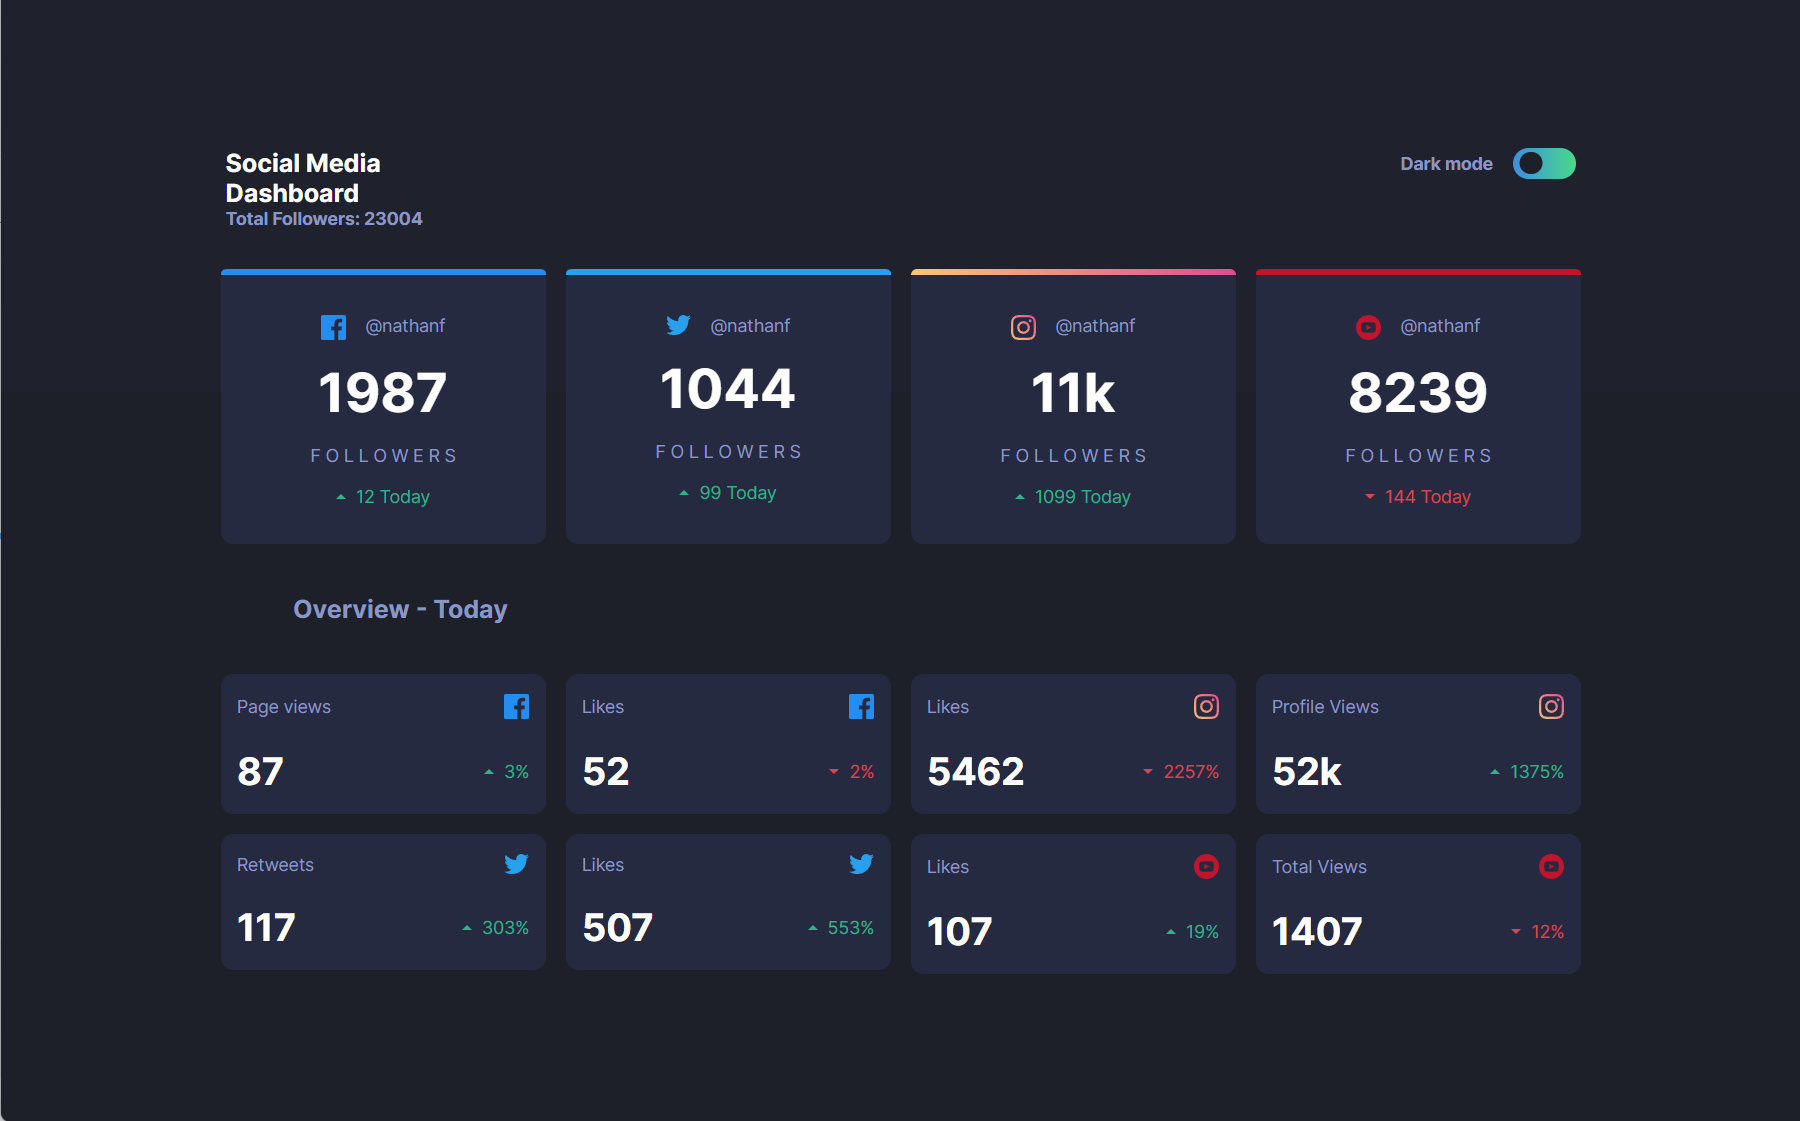 Social Media
Dashboard
Total Followers: 23004
Dark mode
@nathanf
1987
FOLLOWERS
12 Today
@nathanf
1044
FOLLOWERS
99 Today
@nathanf
11k
FOLLOWERS
1099 Today
@nathanf
8239
FOLLOWERS
144 Today
Overview - Today
Page views
87
3%
Likes
52
2%
Likes
5462
2257%
Profile Views
52k
1375%
Retweets
117
303%
Likes
507
553%
Likes
107
19%
Total Views
1407
12%